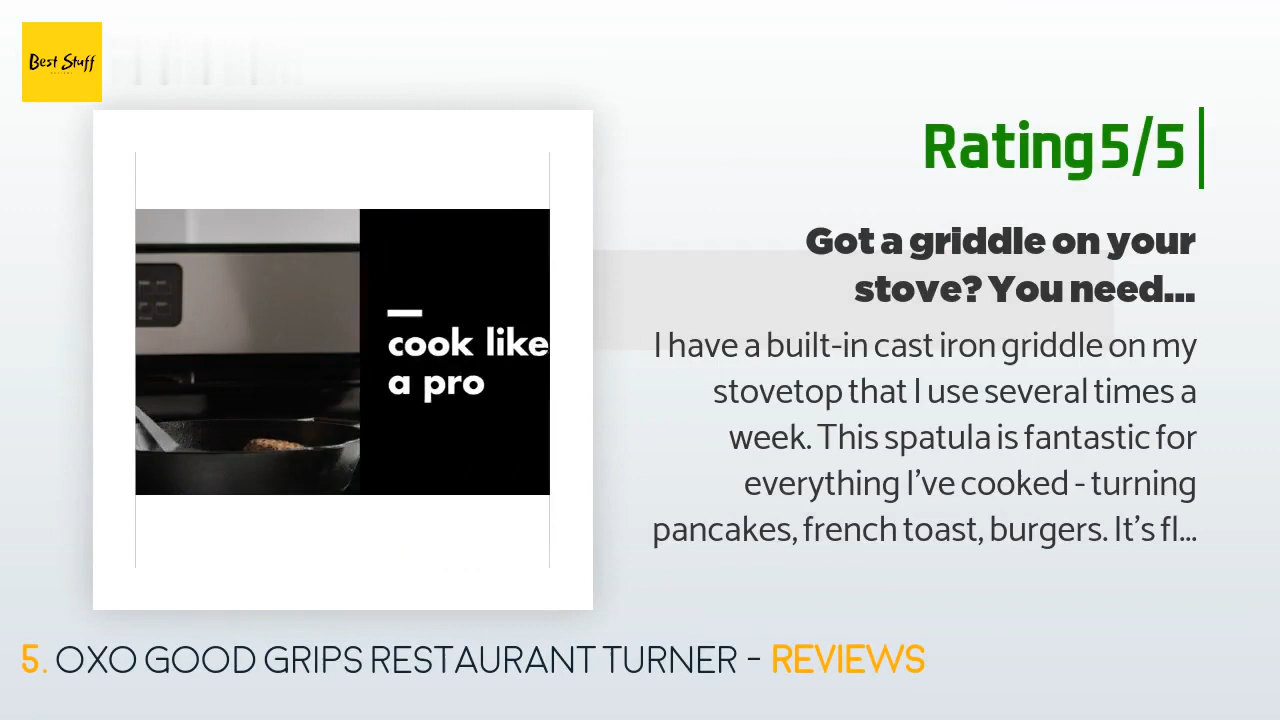 Best Stuff
Rating 5/5
Got a griddle on your
stove? You need...
I have a built-in cast iron griddle on my
stovetop that I use several times a
week. This spatula is fantastic for
everything I've cooked - turning
pancakes, french toast, burgers. It's fl...
cook like
a pro
5. OXO GOOD GRIPS RESTAURANT TURNER - REVIEWS